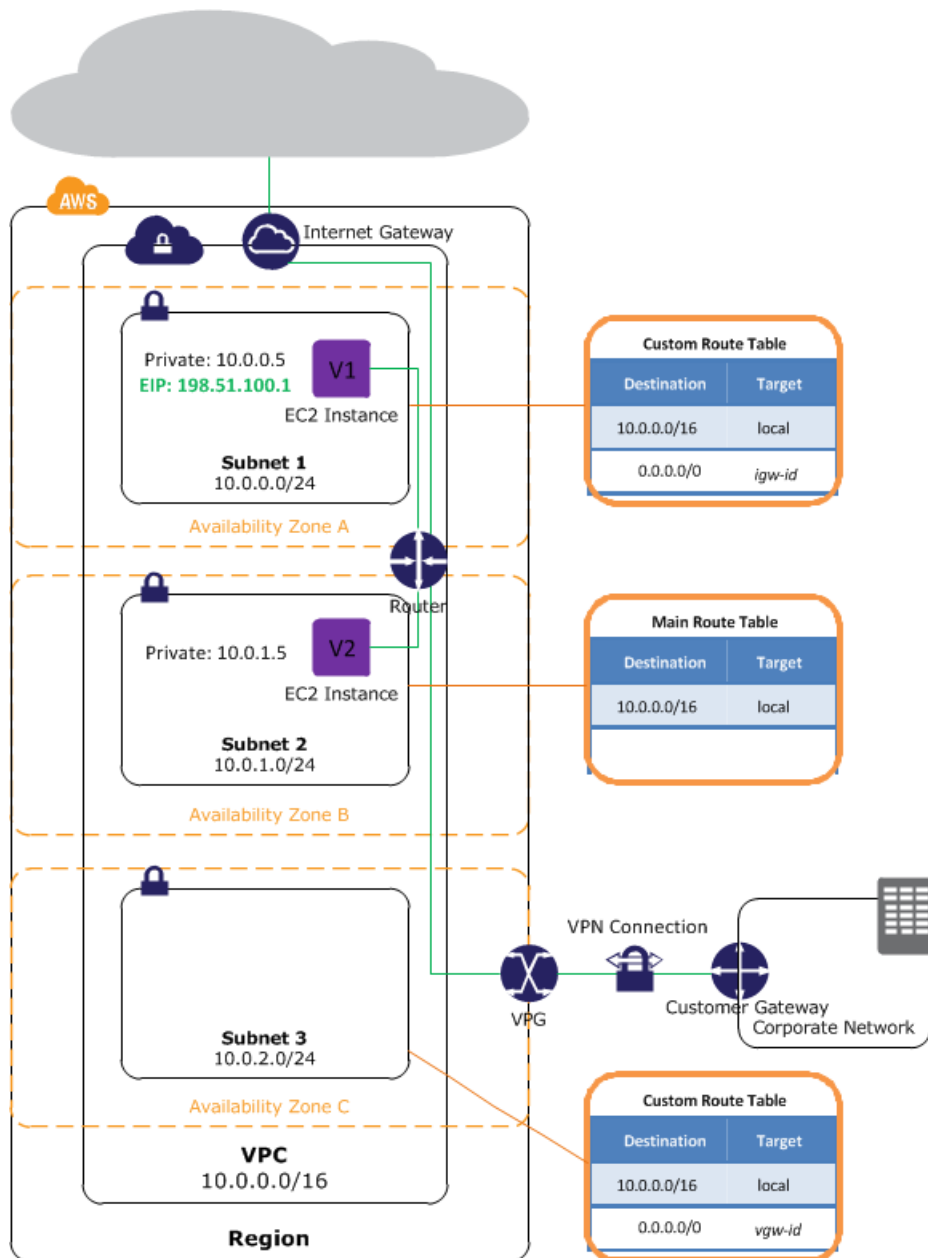 AWS
Internet Gateway
Private: 10.0.0.5
EIP: 198.51.100.1
V1
EC2 Instance
Subnet 1
10.0.0.0/24
Availability Zone A
Custom Route Table
Destination Target
10.0.0.0/16 local
0.0.0.0/0 igw-id
Router
Private: 10.0.1.5
V2
EC2 Instance
Subnet 2
10.0.1.0/24
Availability Zone B
Main Route Table
Destination Target
10.0.0.0/16 local
Subnet 3
10.0.2.0/24
Availability Zone C
VPG
VPN Connection
Customer Gateway
Corporate Network
Custom Route Table
Destination Target
10.0.0.0/16 local
0.0.0.0/0 vgw-id
VPC
10.0.0.0/16
Region